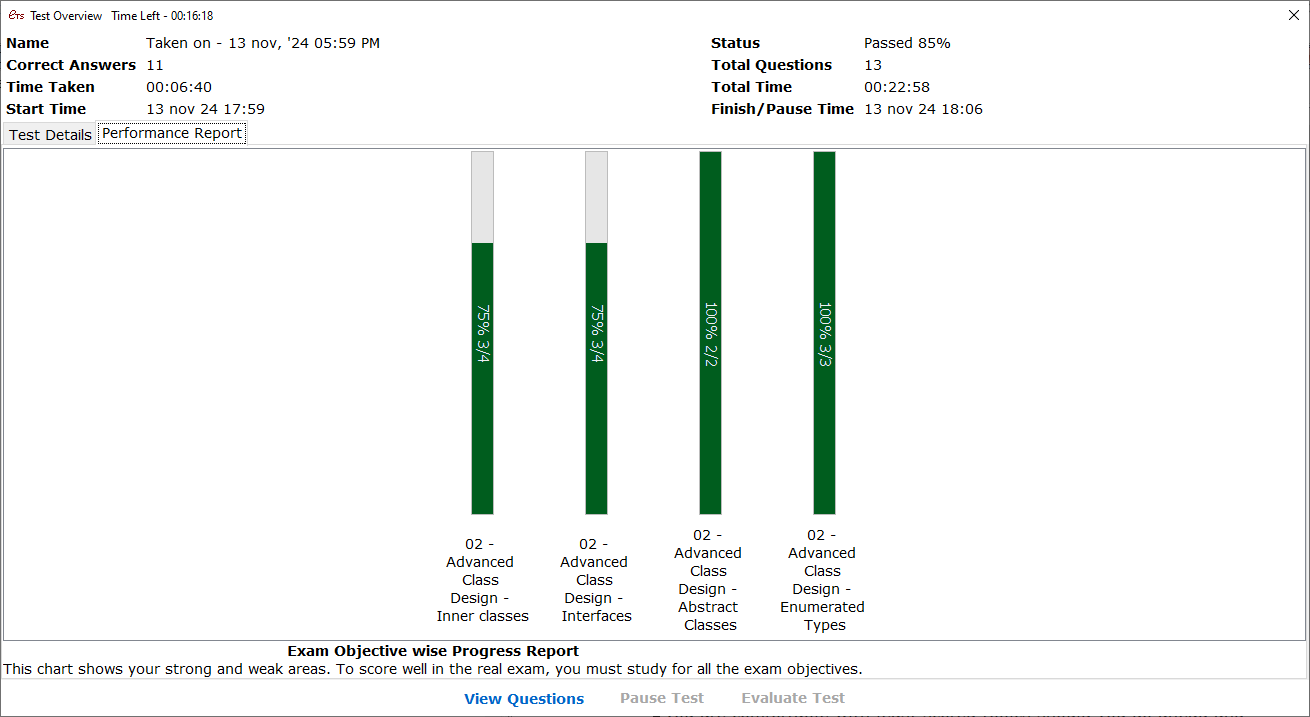 ETS Test Overview Time Left - 00:16:18
Name Taken on - 13 nov, '24 05:59 PM Status Passed 85%
Correct Answers 11 Total Questions 13
Time Taken 00:06:40 Total Time 00:22:58
Start Time 13 nov 24 17:59 Finish/Pause Time 13 nov 24 18:06
Test Details Performance Report
75% 3/4
75% 3/4
100% 2/2
100% 3/3
02 -
Advanced
Class
Design -
Inner classes
02 -
Advanced
Class
Design -
Interfaces
02 -
Advanced
Class
Design -
Abstract
Classes
02 -
Advanced
Class
Design -
Enumerated
Types
Exam Objective wise Progress Report
This chart shows your strong and weak areas. To score well in the real exam, you must study for all the exam objectives.
View Questions Pause Test Evaluate Test